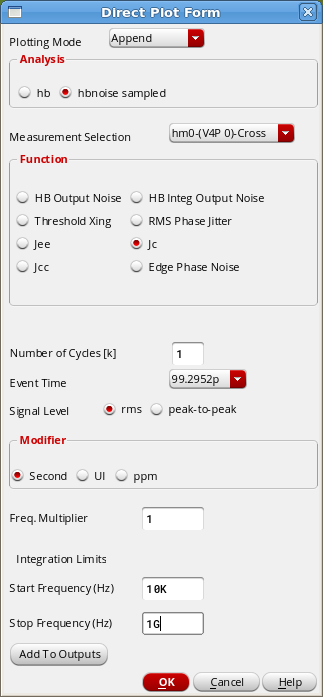 Direct Plot Form
Plotting Mode Append
Analysis
hb hbnoise sampled
Measurement Selection hm0-(V4P 0)-Cross
Function
HB Output Noise HB Integ Output Noise
Threshold Xing RMS Phase Jitter
Jee Jc
Jcc Edge Phase Noise
Number of Cycles [k] 1
Event Time 99.2952p
Signal Level rms peak-to-peak
Modifier
Second UI ppm
Freq. Multiplier 1
Integration Limits
Start Frequency (Hz) 10K
Stop Frequency (Hz) 1G
Add To Outputs
OK Cancel Help